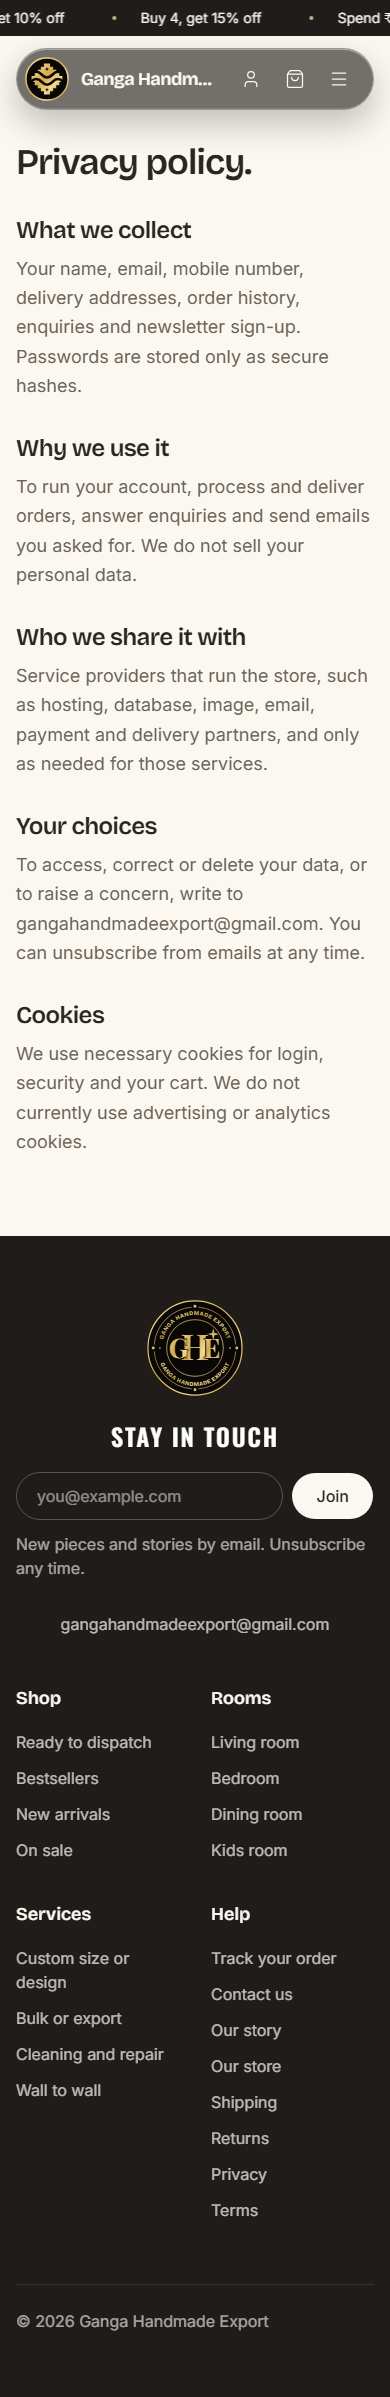 et 10% off • Buy 4, get 15% off • Spend ₹
Ganga Handm...
Privacy policy.
What we collect
Your name, email, mobile number,
delivery addresses, order history,
enquiries and newsletter sign-up.
Passwords are stored only as secure
hashes.
Why we use it
To run your account, process and deliver
orders, answer enquiries and send emails
you asked for. We do not sell your
personal data.
Who we share it with
Service providers that run the store, such
as hosting, database, image, email,
payment and delivery partners, and only
as needed for those services.
Your choices
To access, correct or delete your data, or
to raise a concern, write to
gangahandmadeexport@gmail.com. You
can unsubscribe from emails at any time.
Cookies
We use necessary cookies for login,
security and your cart. We do not
currently use advertising or analytics
cookies.
GANGA HANDMADE EXPORT
GHE
GANGA HANDMADE EXPORT
STAY IN TOUCH
you@example.com
Join
New pieces and stories by email. Unsubscribe
any time.
gangahandmadeexport@gmail.com
Shop
Ready to dispatch
Bestsellers
New arrivals
On sale
Rooms
Living room
Bedroom
Dining room
Kids room
Services
Custom size or
design
Bulk or export
Cleaning and repair
Wall to wall
Help
Track your order
Contact us
Our story
Our store
Shipping
Returns
Privacy
Terms
© 2026 Ganga Handmade Export